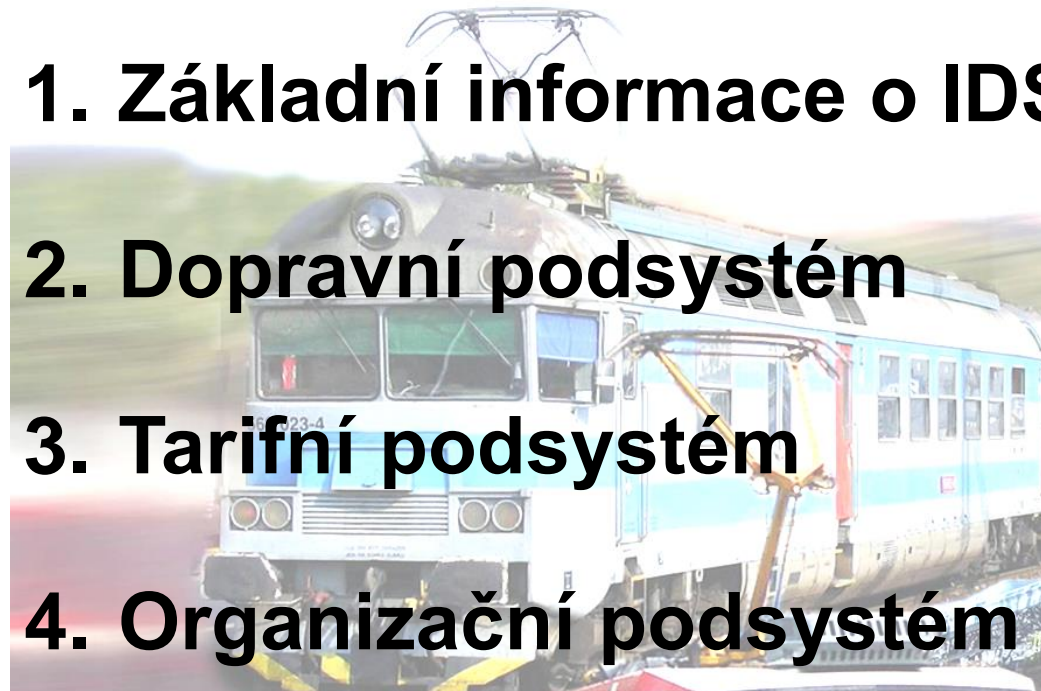 1. Základní informace o IDS
2. Dopravní podsystém
3. Tarifní podsystém
4. Organizační podsystém